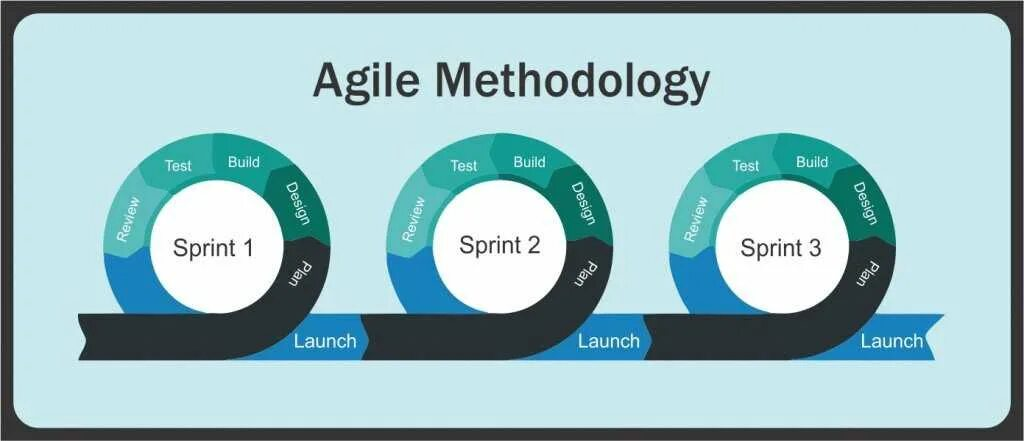 Agile Methodology
Test
Build
Review
Design
Sprint 1
Plan
Launch
Test
Build
Review
Design
Sprint 2
Plan
Launch
Test
Build
Review
Design
Sprint 3
Plan
Launch